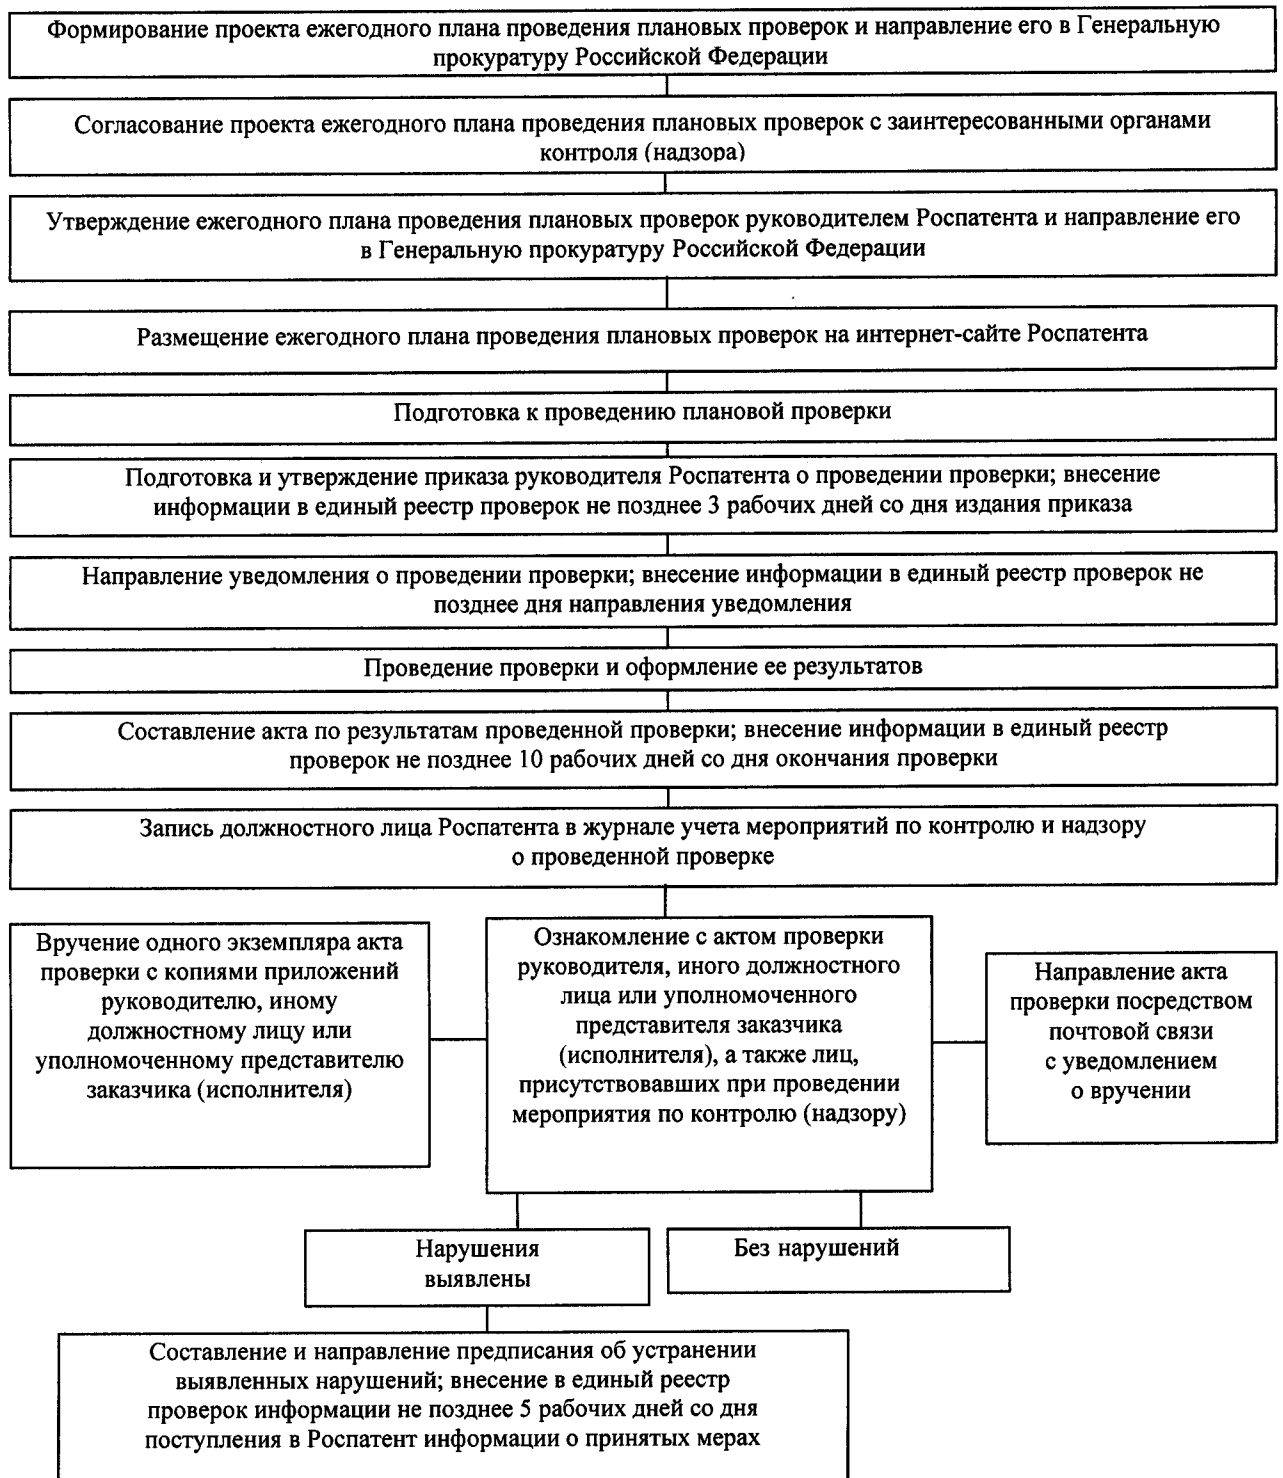 Формирование проекта ежегодного плана проведения плановых проверок и направление его в Генеральную
прокуратуру Российской Федерации
Согласование проекта ежегодного плана проведения плановых проверок с заинтересованными органами
контроля (надзора)
Утверждение ежегодного плана проведения плановых проверок руководителем Роспатента и направление его
в Генеральную прокуратуру Российской Федерации
Размещение ежегодного плана проведения плановых проверок на интернет-сайте Роспатента
Подготовка к проведению плановой проверки
Подготовка и утверждение приказа руководителя Роспатента о проведении проверки; внесение
информации в единый реестр проверок не позднее 3 рабочих дней со дня издания приказа
Направление уведомления о проведении проверки; внесение информации в единый реестр проверок не
позднее дня направления уведомления
Проведение проверки и оформление ее результатов
Составление акта по результатам проведенной проверки; внесение информации в единый реестр
проверок не позднее 10 рабочих дней со дня окончания проверки
Запись должностного лица Роспатента в журнале учета мероприятий по контролю и надзору
о проведенной проверке
Вручение одного экземпляра акта
проверки с копиями приложений
руководителю, иному
должностному лицу или
уполномоченному представителю
заказчика (исполнителя)
Ознакомление с актом проверки
руководителя, иного должностного
лица или уполномоченного
представителя заказчика
(исполнителя), а также лиц,
присутствовавших при проведении
мероприятия по контролю (надзору)
Направление акта
проверки посредством
почтовой связи
с уведомлением
о вручении
Нарушения
выявлены
Без нарушений
Составление и направление предписания об устранении
выявленных нарушений; внесение в единый реестр
проверок информации не позднее 5 рабочих дней со дня
поступления в Роспатент информации о принятых мерах